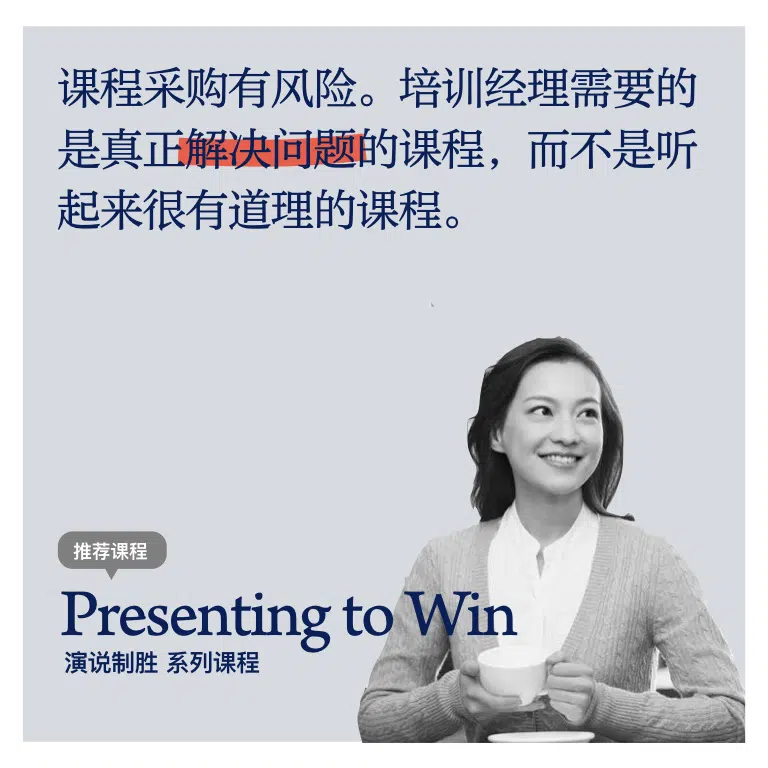 课程采购有风险。培训经理需要的
是真正解决问题的课程，而不是听
起来很有道理的课程。
推荐课程
Presenting to Win
演说制胜 系列课程